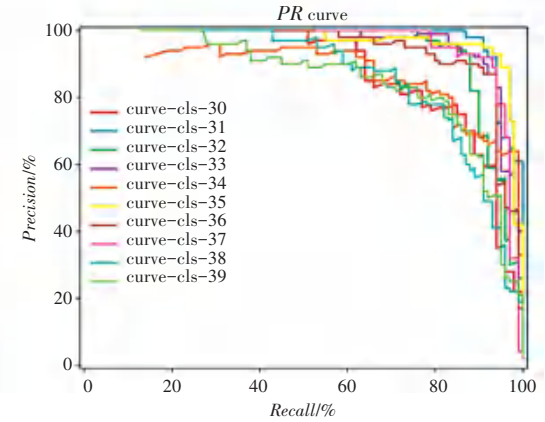 PR curve
100
80
60
40
20
0
Precision/%
curve-cls-30
curve-cls-31
curve-cls-32
curve-cls-33
curve-cls-34
curve-cls-35
curve-cls-36
curve-cls-37
curve-cls-38
curve-cls-39
0 20 40 60 80 100
Recall/%